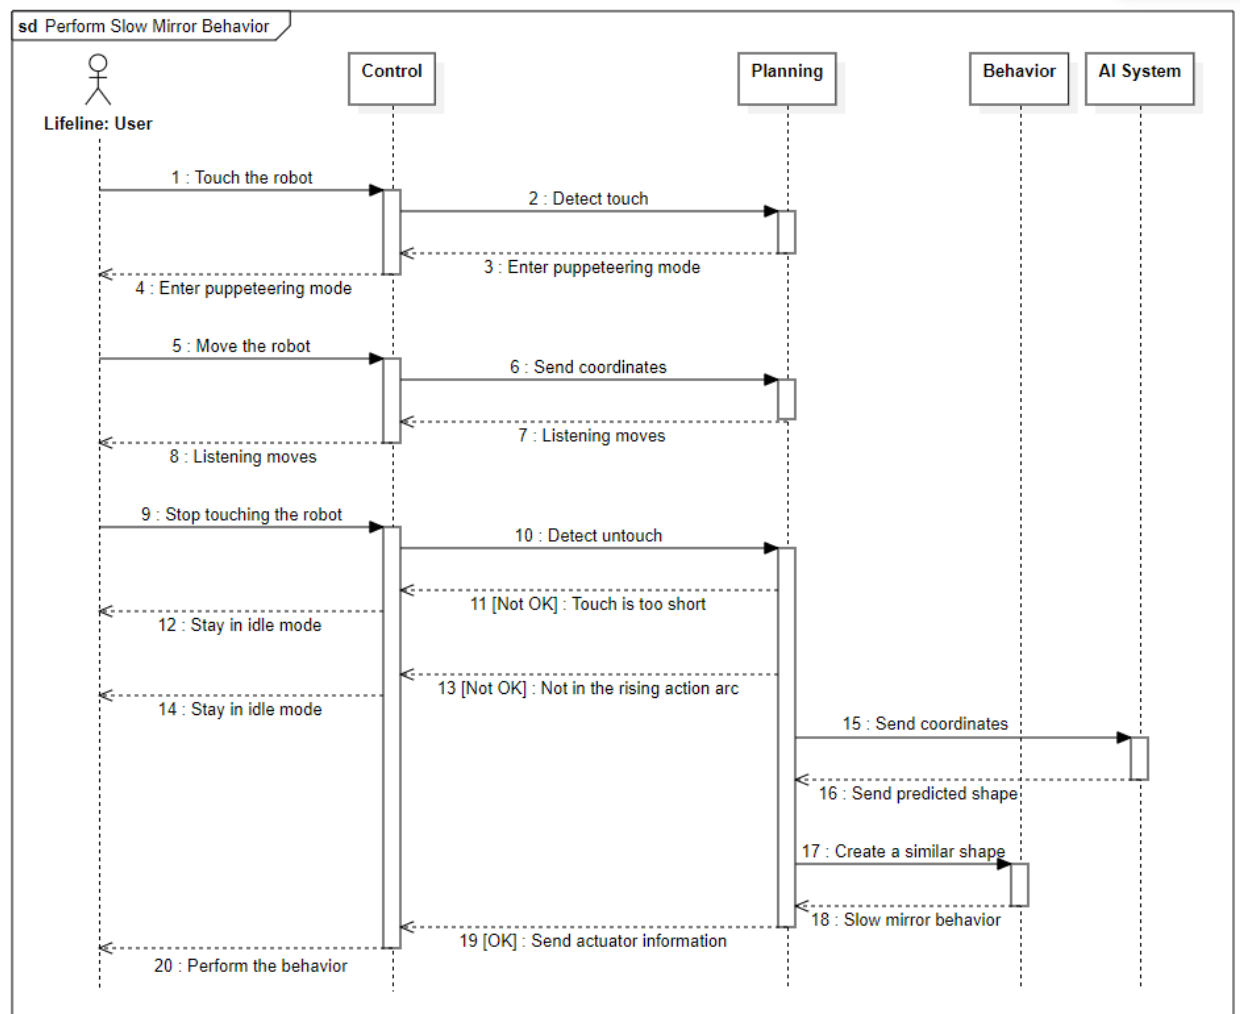 sd Perform Slow Mirror Behavior
Control
Planning
Behavior
AI System
Lifeline: User
1 : Touch the robot
2 : Detect touch
3 : Enter puppeteering mode
4 : Enter puppeteering mode
5 : Move the robot
6 : Send coordinates
7 : Listening moves
8 : Listening moves
9 : Stop touching the robot
10 : Detect untouch
11 [Not OK] : Touch is too short
12 : Stay in idle mode
13 [Not OK] : Not in the rising action arc
14 : Stay in idle mode
15 : Send coordinates
16 : Send predicted shape
17 : Create a similar shape
18 : Slow mirror behavior
19 [OK] : Send actuator information
20 : Perform the behavior